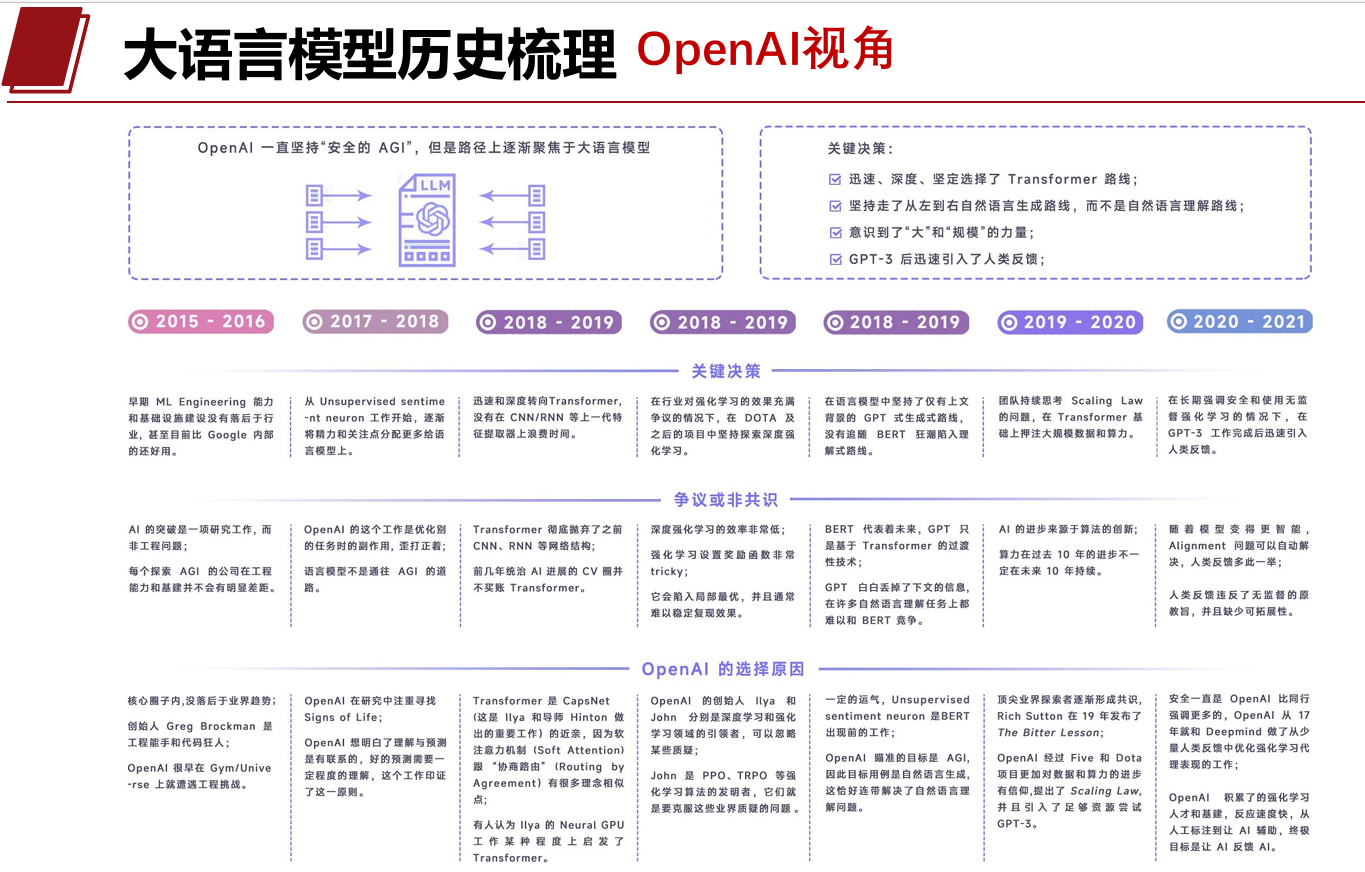 大语言模型历史梳理 OpenAI视角
OpenAI 一直坚持“安全的 AGI”，但是路径上逐渐聚焦于大语言模型
LLM
关键决策：
迅速、深度、坚定选择了 Transformer 路线；
坚持走了从左到右自然语言生成路线，而不是自然语言理解路线；
意识到了“大”和“规模”的力量；
GPT-3 后迅速引入了人类反馈；
2015 - 2016
2017 - 2018
2018 - 2019
2018 - 2019
2018 - 2019
2019 - 2020
2020 - 2021
关键决策
早期 ML Engineering 能力
和基础设施建设没有落后于行
业，甚至目前比 Google 内部
的还好用。
从 Unsupervised sentime
-nt neuron 工作开始，逐渐
将精力和关注点分配更多给语
言模型上。
迅速和深度转向Transformer,
没有在 CNN/RNN 等上一代特
征提取器上浪费时间。
在行业对强化学习的效果充满
争议的情况下，在 DOTA 及
之后的项目中坚持探索深度强
化学习。
在语言模型中坚持了仅有上文
背景的 GPT 式生成式路线，
没有追随 BERT 狂潮陷入理
解式路线。
团队持续思考 Scaling Law
的问题，在 Transformer 基
础上押注大规模数据和算力。
在长期强调安全和使用无监
督强化学习的情况下，在
GPT-3 工作完成后迅速引入
人类反馈。
争议或非共识
AI 的突破是一项研究工作，而
非工程问题；
每个探索 AGI 的公司在工程
能力和基建并不会有明显差距。
OpenAI 的这个工作是优化别
的任务时的副作用，歪打正着；
语言模型不是通往 AGI 的道
路。
Transformer 彻底抛弃了之前
CNN、RNN 等网络结构；
前几年统治 AI 进展的 CV 圈并
不买账 Transformer。
深度强化学习的效率非常低；
强化学习设置奖励函数非常
tricky；
它会陷入局部最优，并且通常
难以稳定复现效果。
BERT 代表着未来，GPT 只
是基于 Transformer 的过渡
性技术；
GPT 白白丢掉了下文的信息，
在许多自然语言理解任务上都
难以和 BERT 竞争。
AI 的进步来源于算法的创新；
算力在过去 10 年的进步不一
定在未来 10 年持续。
随着模型变得更智能，
Alignment 问题可以自动解
决，人类反馈多此一举；
人类反馈违反了无监督的原
教旨，并且缺少可拓展性。
OpenAI 的选择原因
核心圈子内,没落后于业界趋势；
创始人 Greg Brockman 是
工程能手和代码狂人；
OpenAI 很早在 Gym/Unive
-rse 上就遭遇工程挑战。
OpenAI 在研究中注重寻找
Signs of Life；
OpenAI 想明白了理解与预测
是有联系的，好的预测需要一
定程度的理解，这个工作印证
了这一原则。
Transformer 是 CapsNet
(这是 Ilya 和导师 Hinton 做
出的重要工作）的近亲，因为软
注意力机制 (Soft Attention)
跟 “协商路由” (Routing by
Agreement) 有很多理念相似
点；
有人认为 Ilya 的 Neural GPU
工作某种程度上启发了
Transformer。
OpenAI 的创始人 Ilya 和
John 分别是深度学习和强化
学习领域的引领者，可以忽略
某些质疑；
John 是 PPO、TRPO 等强
化学习算法的发明者，它们就
是要克服这些业界质疑的问题。
一定的运气，Unsupervised
sentiment neuron 是BERT
出现前的工作；
OpenAI 瞄准的目标是 AGI，
因此目标用例是自然语言生成，
这恰好连带解决了自然语言理
解问题。
顶尖业界探索者逐渐形成共识，
Rich Sutton 在 19 年发布了
The Bitter Lesson；
OpenAI 经过 Five 和 Dota
项目更加对数据和算力的进步
有信仰,提出了 Scaling Law，
并且引入了足够资源尝试
GPT-3。
安全一直是 OpenAI 比同行
强调更多的，OpenAI 从 17
年就和 Deepmind 做了从少
量人类反馈中优化强化学习代
理表现的工作；
OpenAI 积累了的强化学习
人才和基建，反应速度快，从
人工标注到让 AI 辅助，终极
目标是让 AI 反馈 AI。